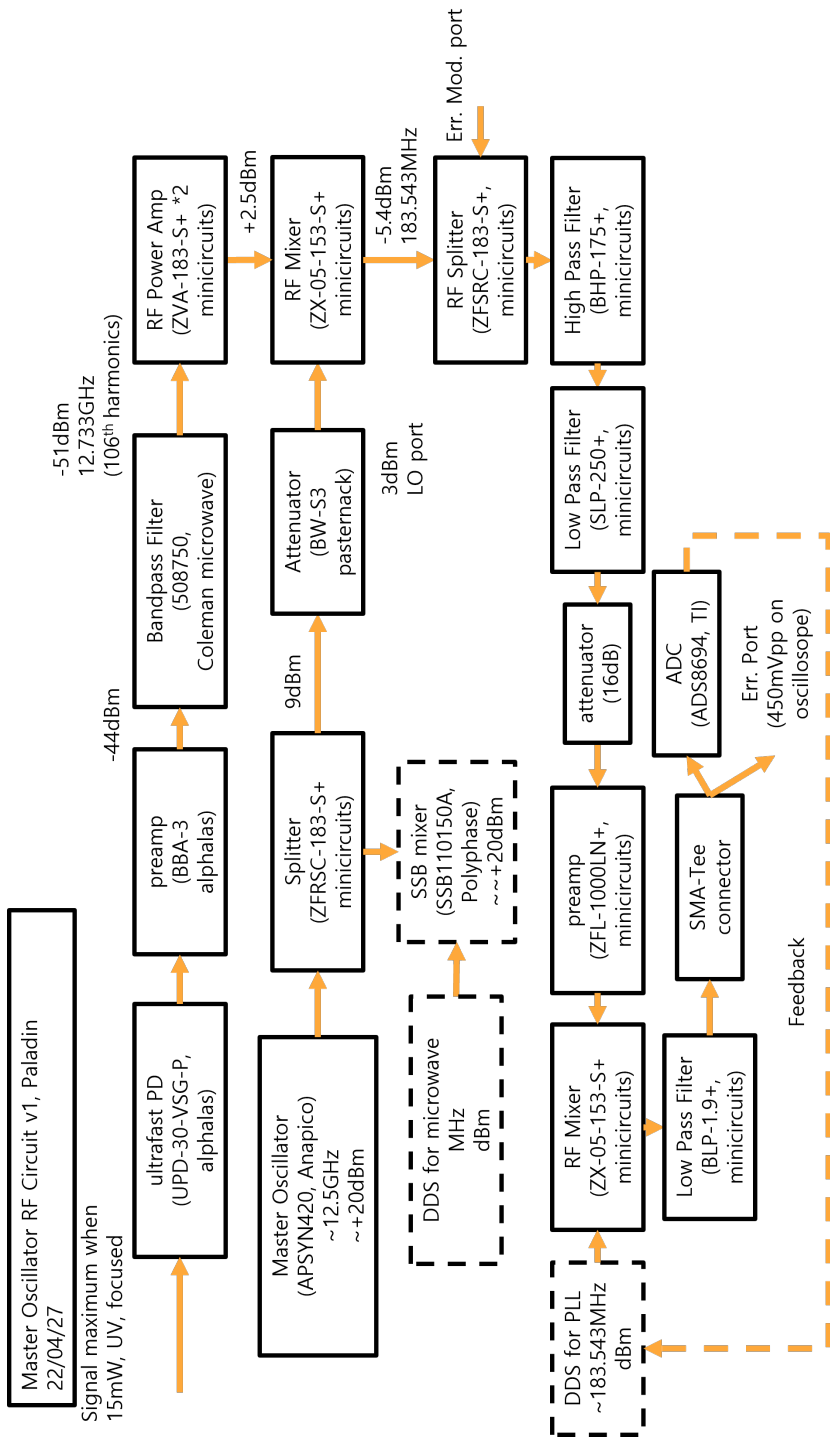 Master Oscillator RF Circuit v1, Paladin
22/04/27
Signal maximum when
15mW, UV, focused
ultrafast PD
(UPD-30-VSG-P,
alphalas)
preamp
(BBA-3
alphalas)
-44dBm
Bandpass Filter
(508750,
Coleman microwave)
-51dBm
12.733GHz
(106th harmonics)
RF Power Amp
(ZVA-183-S+ *2
minicircuits)
+2.5dBm
Master Oscillator
(APSYN420, Anapico)
~12.5GHz
~+20dBm
Splitter
(ZFRSC-183-S+
minicircuits)
9dBm
Attenuator
(BW-S3
pasternack)
3dBm
LO port
RF Mixer
(ZX-05-153-S+
minicircuits)
-5.4dBm
183.543MHz
DDS for microwave
MHz
dBm
SSB mixer
(SSB110150A,
Polyphase)
~~+20dBm
RF Splitter
(ZFSRC-183-S+,
minicircuits)
Err. Mod. port
High Pass Filter
(BHP-175+,
minicircuits)
Low Pass Filter
(SLP-250+,
minicircuits)
attenuator
(16dB)
preamp
(ZFL-1000LN+,
minicircuits)
RF Mixer
(ZX-05-153-S+
minicircuits)
DDS for PLL
~183.543MHz
dBm
Low Pass Filter
(BLP-1.9+,
minicircuits)
SMA-Tee
connector
ADC
(ADS8694, TI)
Err. Port
(450mVpp on
oscillosope)
Feedback